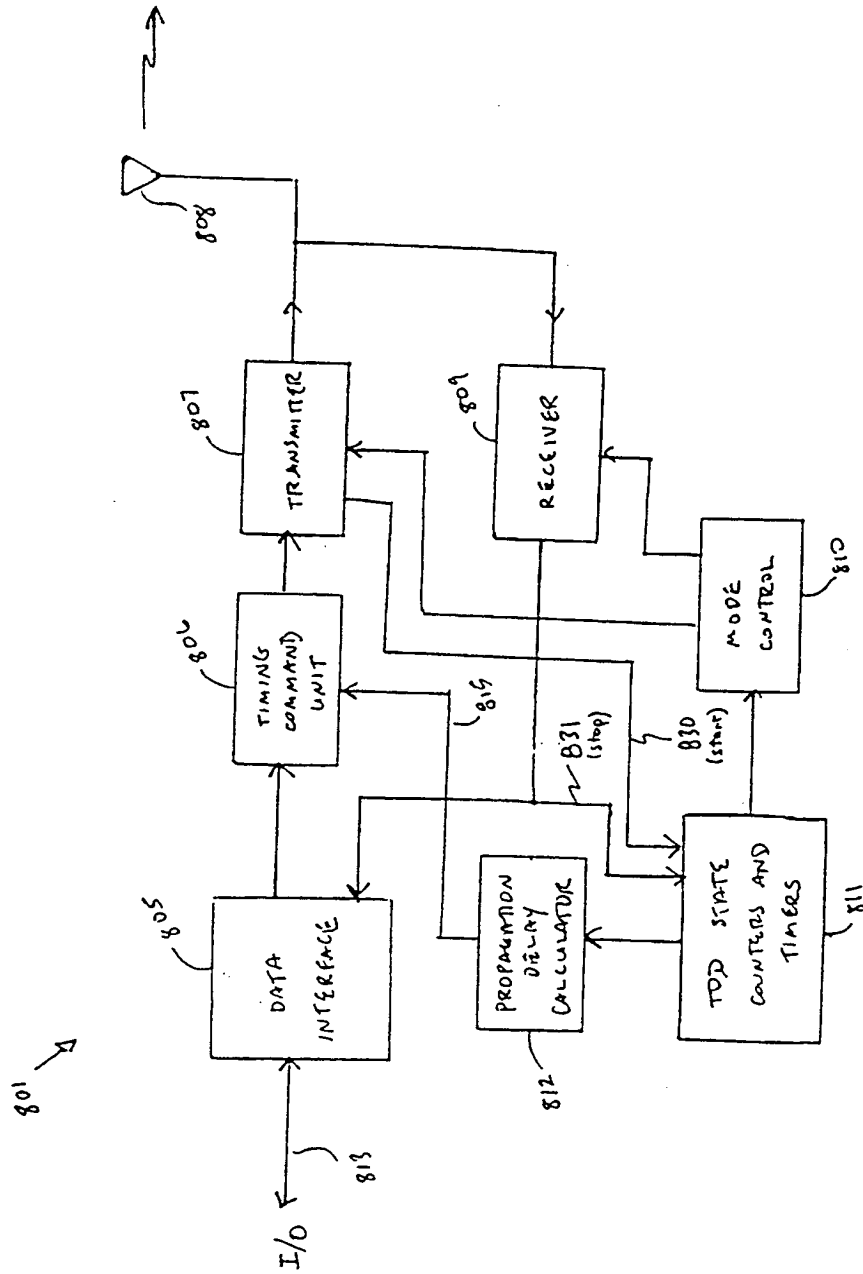 801
I/O
813
805
DATA
INTERFACE
806
TIMING
COMMAND
UNIT
807
TRANSMITTER
808
815
809
RECEIVER
812
PROPAGATION
DELAY
CALCULATOR
831
(stop)
830
(start)
811
TDD STATE
COUNTERS AND
TIMERS
MODE
CONTROL
810